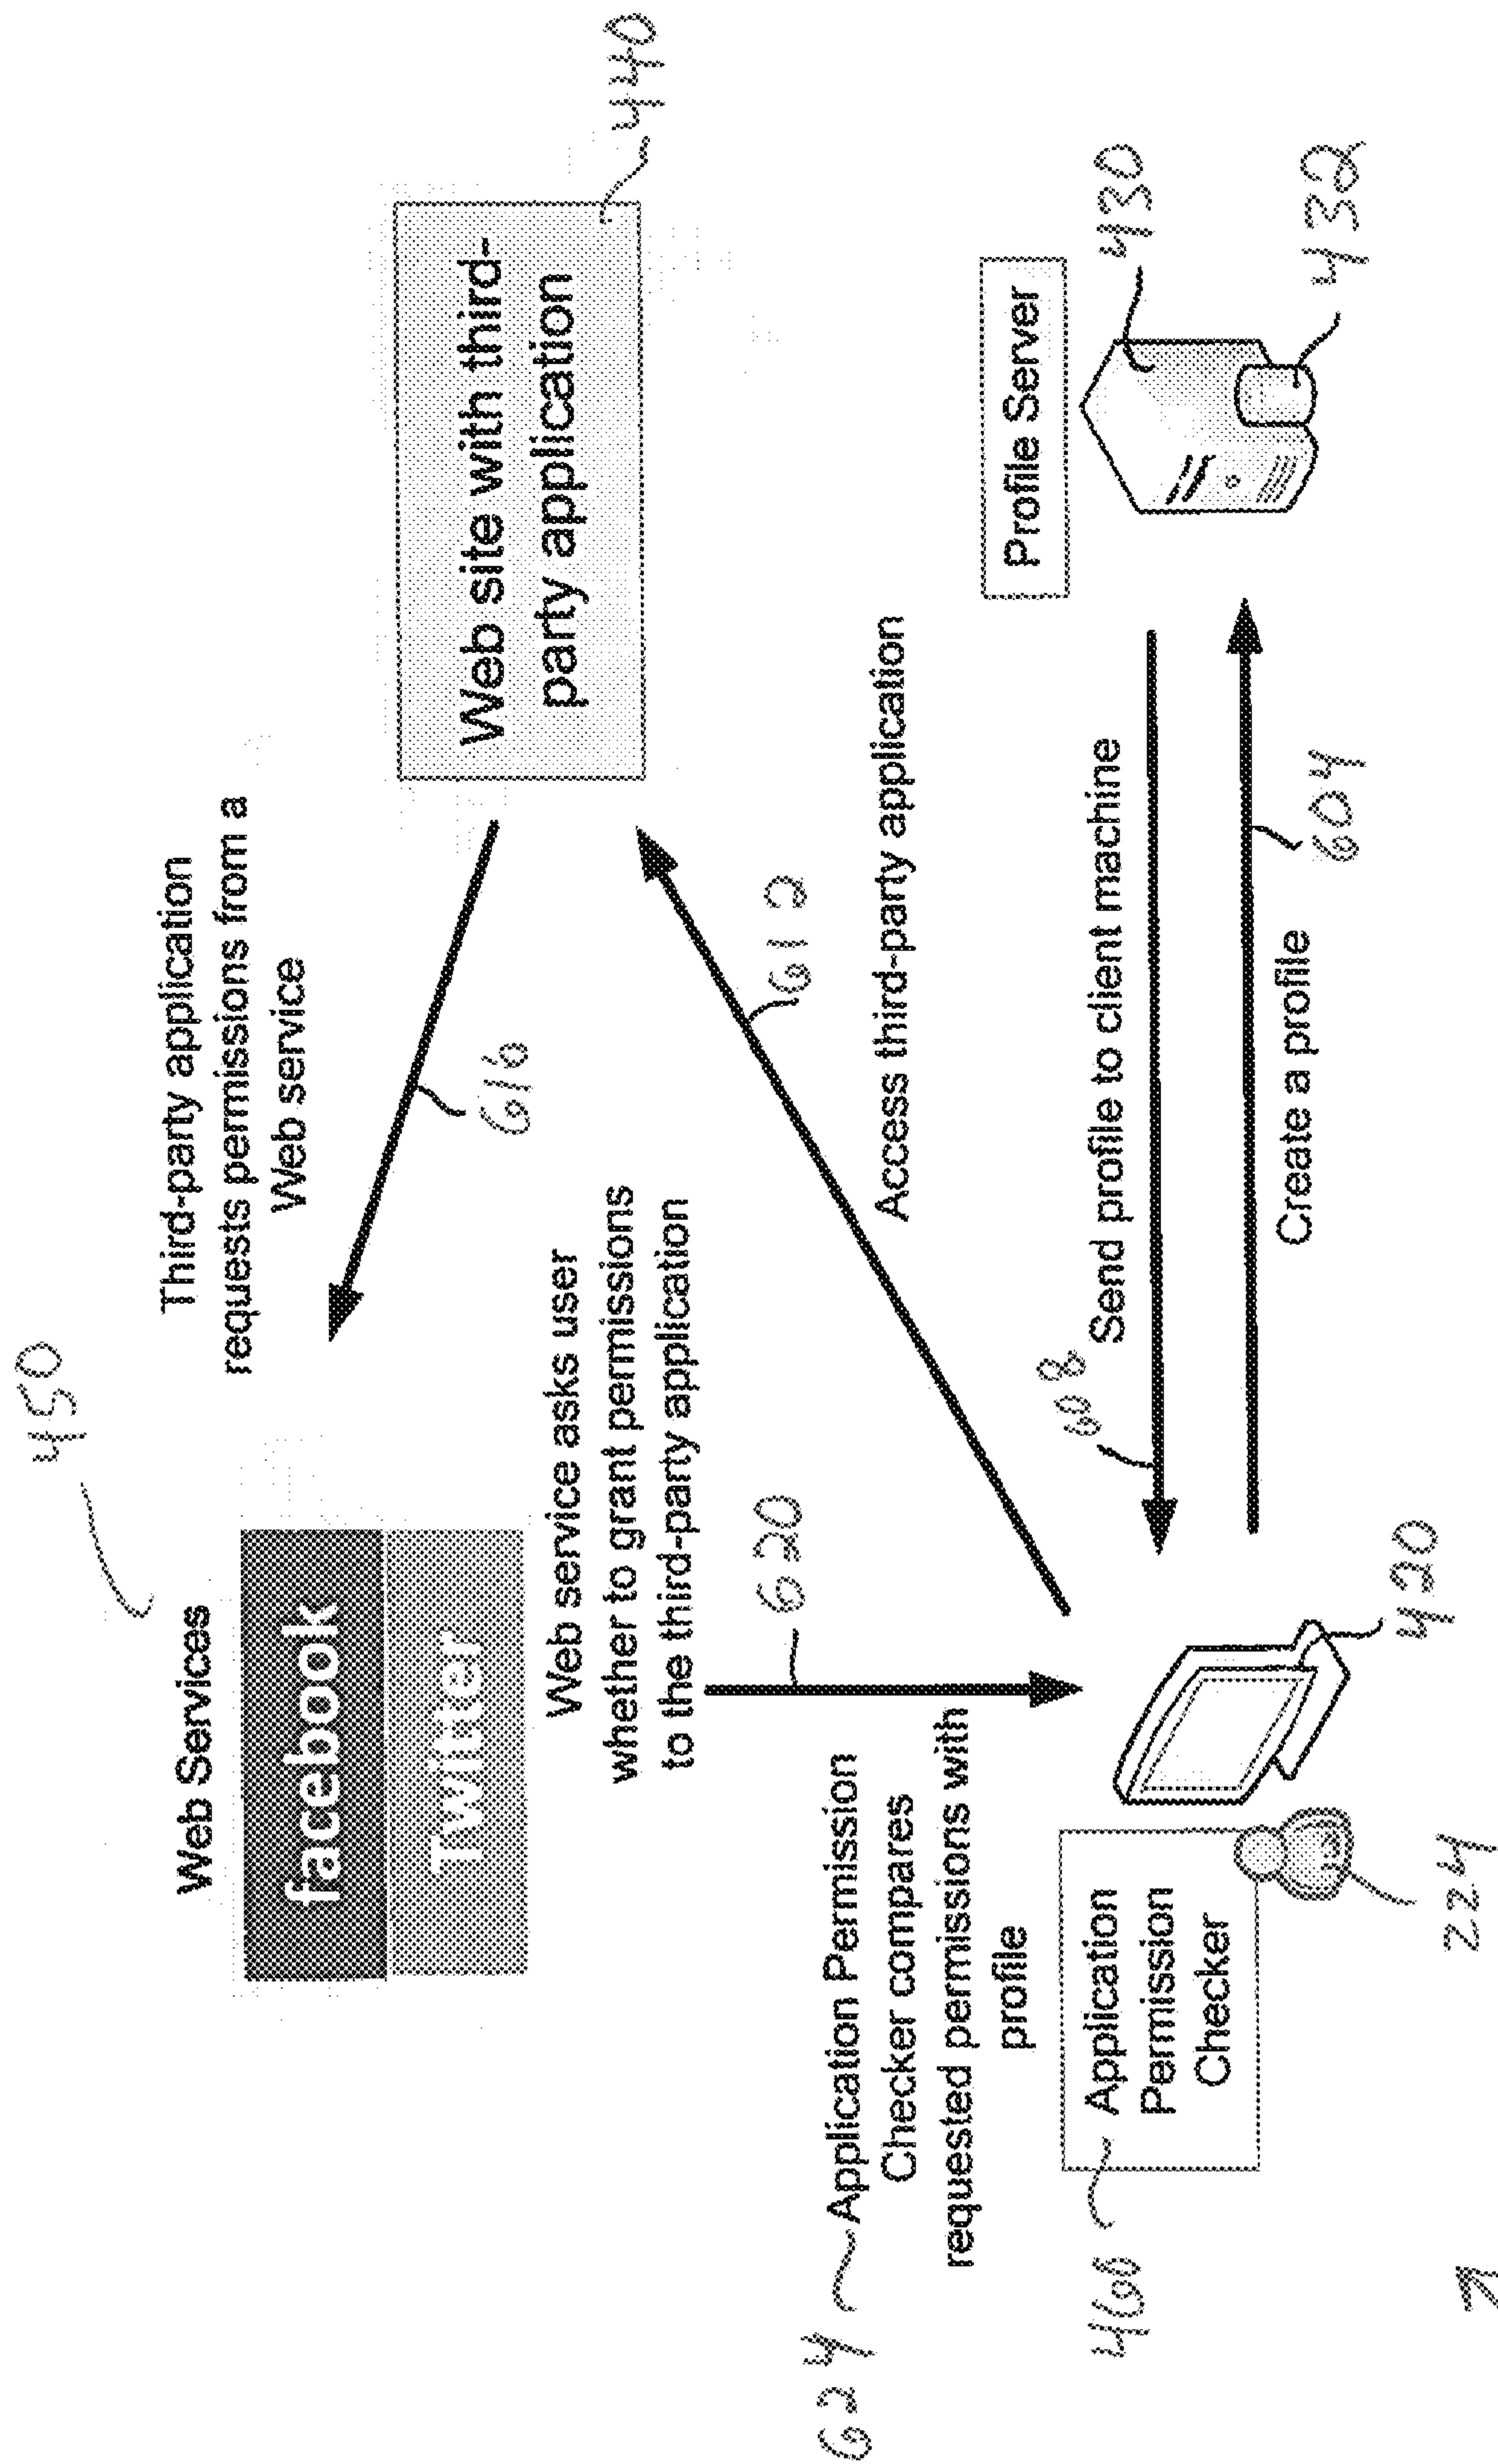 450
Web Services
facebook
Twitter
Third-party application
requests permissions from a
Web service
616
Web site with third-
party application
440
Web service asks user
whether to grant permissions
to the third-party application
620
612
Access third-party application
624
Application Permission
Checker compares
requested permissions with
profile
460
Application
Permission
Checker
224
420
608
Send profile to client machine
604
Create a profile
Profile Server
430
432